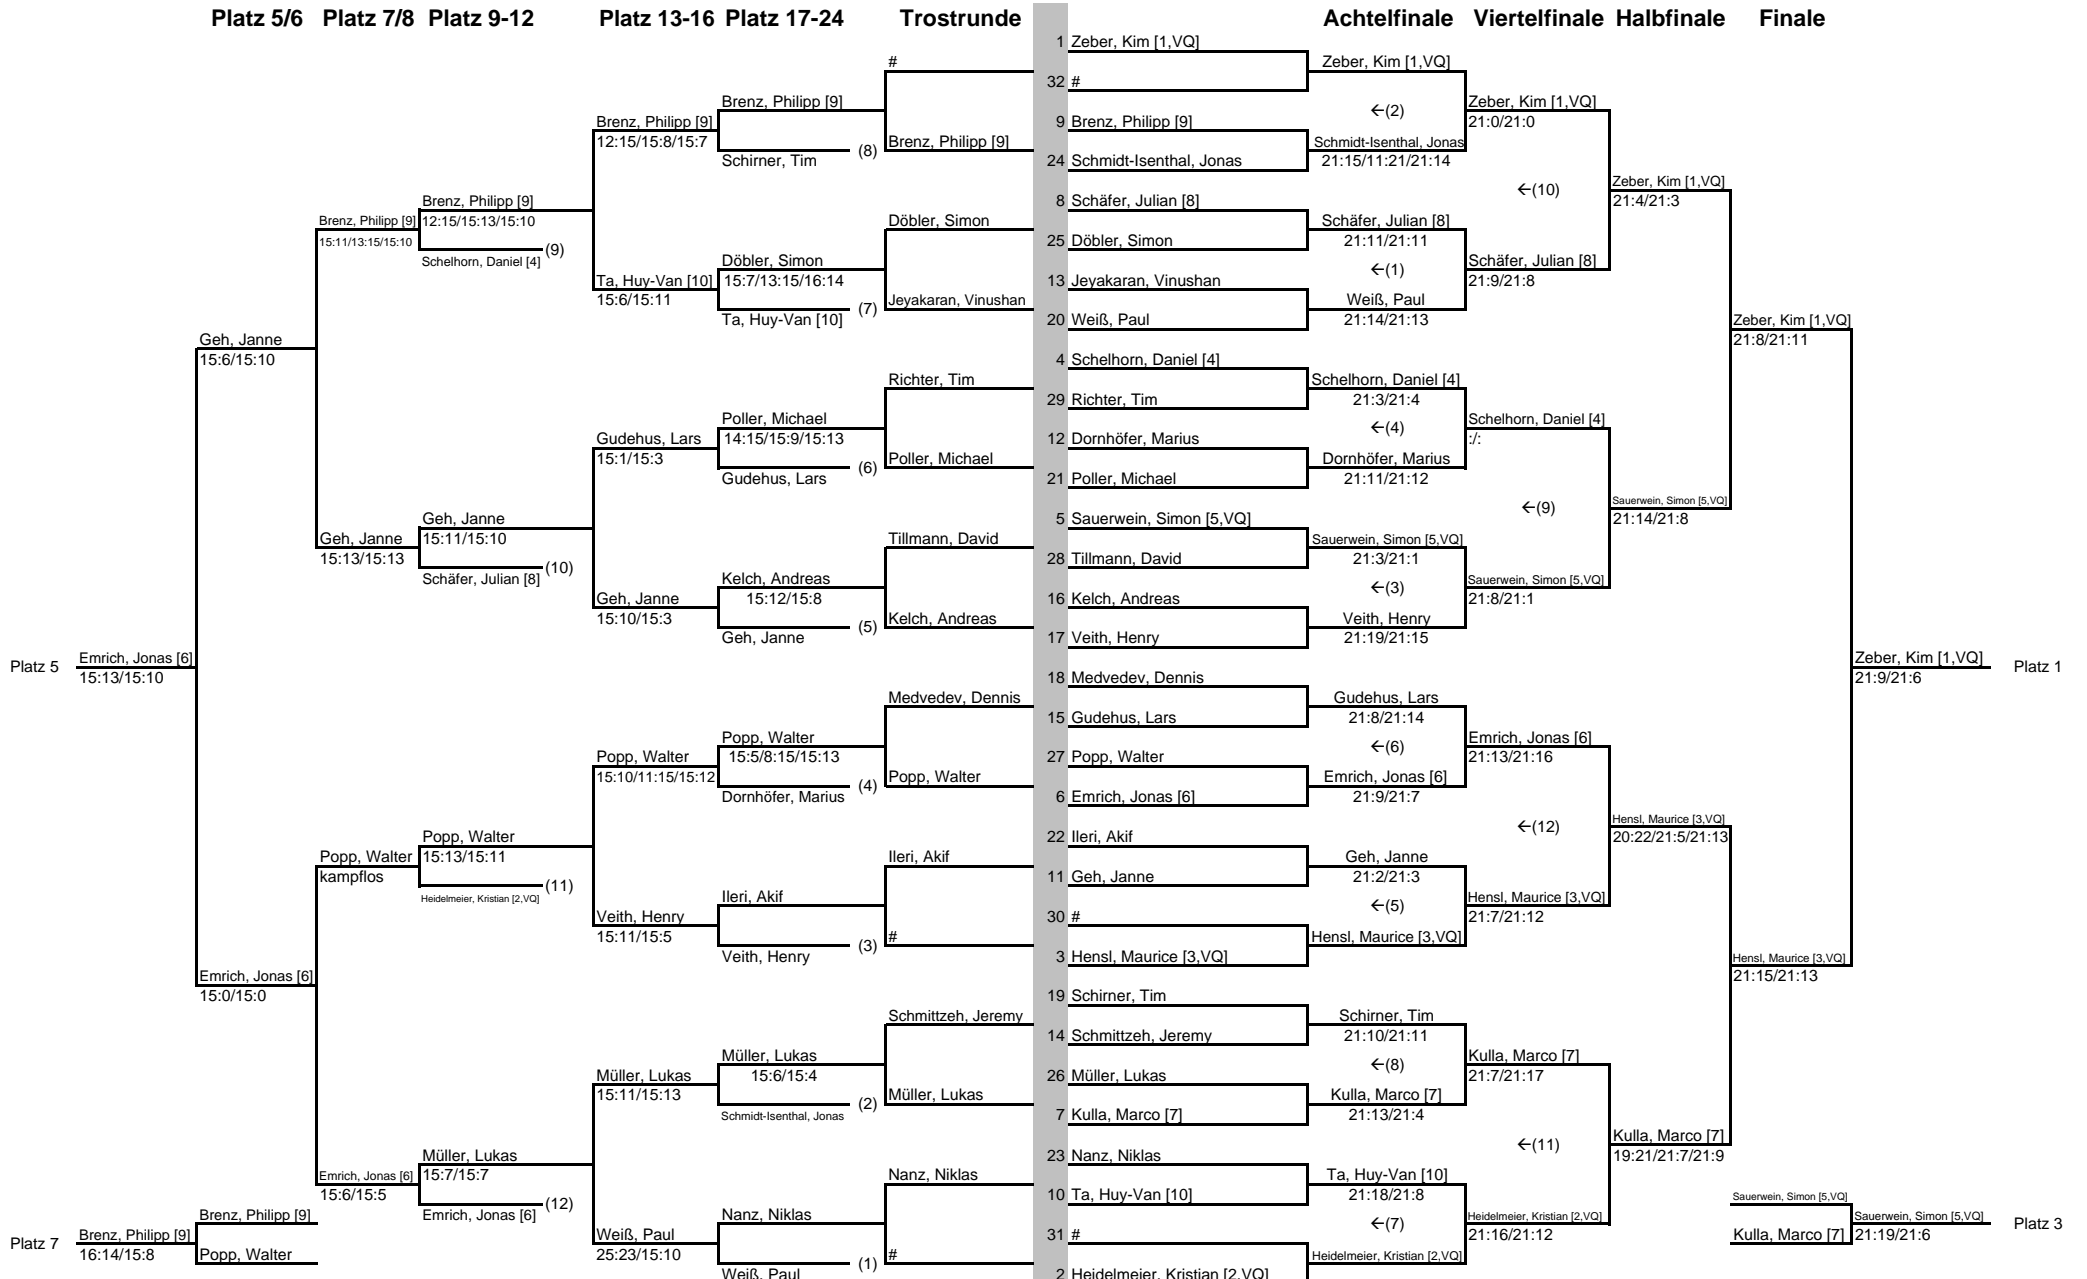 Platz 5/6 Platz 7/8 Platz 9-12 Platz 13-16 Platz 17-24 Trostrunde Achtelfinale Viertelfinale Halbfinale Finale
1 Zeber, Kim [1,VQ]
# Zeber, Kim [1,VQ]
32 #
Brenz, Philipp [9] ←(2) Zeber, Kim [1,VQ]
Brenz, Philipp [9] 9 Brenz, Philipp [9] 21:0/21:0
12:15/15:8/15:7 Brenz, Philipp [9] Schmidt-Isenthal, Jonas
Schirner, Tim (8) 24 Schmidt-Isenthal, Jonas 21:15/11:21/21:14
←(10) Zeber, Kim [1,VQ]
Brenz, Philipp [9] 8 Schäfer, Julian [8] 21:4/21:3
Brenz, Philipp [9] 12:15/15:13/15:10 Döbler, Simon Schäfer, Julian [8]
15:11/13:15/15:10 (9) 25 Döbler, Simon 21:11/21:11
Schelhorn, Daniel [4] Döbler, Simon ←(1) Schäfer, Julian [8]
Ta, Huy-Van [10] 15:7/13:15/16:14 13 Jeyakaran, Vinushan 21:9/21:8
15:6/15:11 (7) Jeyakaran, Vinushan Weiß, Paul
Ta, Huy-Van [10] 20 Weiß, Paul 21:14/21:13 Zeber, Kim [1,VQ]
Geh, Janne 21:8/21:11
15:6/15:10 4 Schelhorn, Daniel [4]
Richter, Tim Schelhorn, Daniel [4]
29 Richter, Tim 21:3/21:4
Poller, Michael ←(4) Schelhorn, Daniel [4]
Gudehus, Lars 14:15/15:9/15:13 12 Dornhöfer, Marius :/:
15:1/15:3 (6) Poller, Michael Dornhöfer, Marius
Gudehus, Lars 21 Poller, Michael 21:11/21:12
←(9) Sauerwein, Simon [5,VQ]
Geh, Janne 5 Sauerwein, Simon [5,VQ] 21:14/21:8
Geh, Janne 15:11/15:10 Tillmann, David Sauerwein, Simon [5,VQ]
15:13/15:13 (10) 28 Tillmann, David 21:3/21:1
Schäfer, Julian [8] Kelch, Andreas ←(3) Sauerwein, Simon [5,VQ]
Geh, Janne 15:12/15:8 16 Kelch, Andreas 21:8/21:1
15:10/15:3 (5) Kelch, Andreas Veith, Henry
Geh, Janne 17 Veith, Henry 21:19/21:15
Platz 5 Emrich, Jonas [6] Zeber, Kim [1,VQ] Platz 1
15:13/15:10 18 Medvedev, Dennis 21:9/21:6
Medvedev, Dennis Gudehus, Lars
15 Gudehus, Lars 21:8/21:14
Popp, Walter ←(6) Emrich, Jonas [6]
Popp, Walter 15:5/8:15/15:13 27 Popp, Walter 21:13/21:16
15:10/11:15/15:12 (4) Popp, Walter Emrich, Jonas [6]
Dornhöfer, Marius 6 Emrich, Jonas [6] 21:9/21:7
←(12) Hensl, Maurice [3,VQ]
Popp, Walter 22 Ileri, Akif 20:22/21:5/21:13
Popp, Walter 15:13/15:11 Ileri, Akif Geh, Janne
kampflos (11) 11 Geh, Janne 21:2/21:3
Heidelmeier, Kristian [2,VQ] Ileri, Akif ←(5) Hensl, Maurice [3,VQ]
Veith, Henry 30 # 21:7/21:12
15:11/15:5 (3) # Hensl, Maurice [3,VQ]
Veith, Henry 3 Hensl, Maurice [3,VQ] Hensl, Maurice [3,VQ]
Emrich, Jonas [6] 21:15/21:13
15:0/15:0 19 Schirner, Tim
Schmittzeh, Jeremy Schirner, Tim
14 Schmittzeh, Jeremy 21:10/21:11
Müller, Lukas ←(8) Kulla, Marco [7]
Müller, Lukas 15:6/15:4 26 Müller, Lukas 21:7/21:17
15:11/15:13 (2) Müller, Lukas Kulla, Marco [7]
Schmidt-Isenthal, Jonas 7 Kulla, Marco [7] 21:13/21:4
←(11) Kulla, Marco [7]
Müller, Lukas 23 Nanz, Niklas 19:21/21:7/21:9
Emrich, Jonas [6] 15:7/15:7 Nanz, Niklas Ta, Huy-Van [10]
15:6/15:5 (12) 10 Ta, Huy-Van [10] 21:18/21:8 Sauerwein, Simon [5,VQ]
Brenz, Philipp [9] Emrich, Jonas [6] Nanz, Niklas ←(7) Heidelmeier, Kristian [2,VQ] Sauerwein, Simon [5,VQ] Platz 3
Platz 7 Brenz, Philipp [9] Weiß, Paul 31 # 21:16/21:12 Kulla, Marco [7] 21:19/21:6
16:14/15:8 Popp, Walter 25:23/15:10 (1) # Heidelmeier, Kristian [2,VQ]
Weiß, Paul 2 Heidelmeier, Kristian [2,VQ]